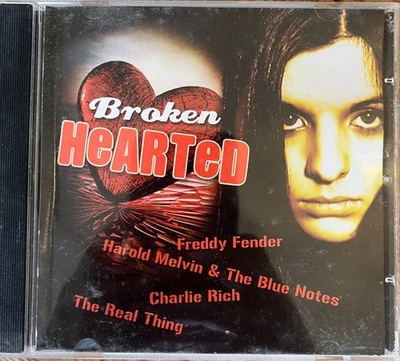 Broken
HeARTeD
Freddy Fender
Harold Melvin & The Blue Notes
Charlie Rich
The Real Thing